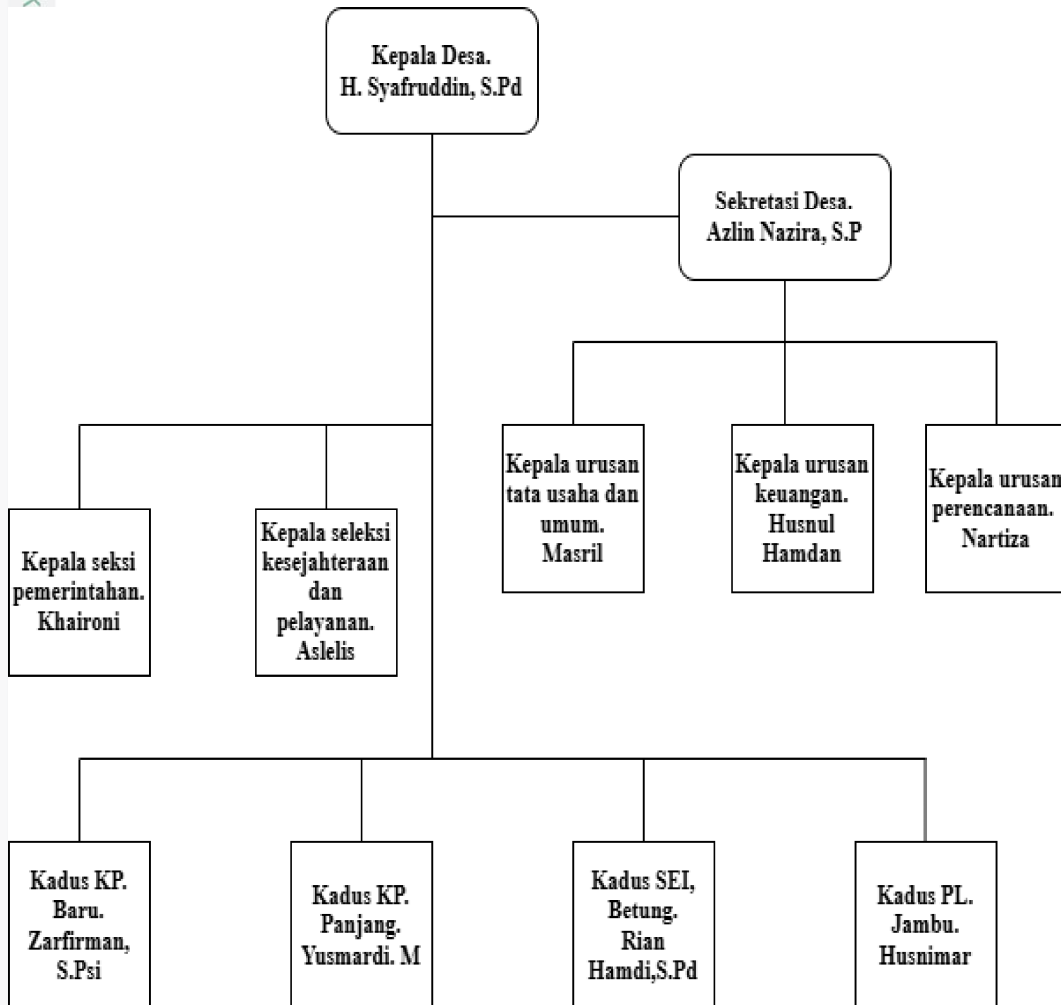 Kepala Desa.
H. Syafruddin, S.Pd
Sekretasi Desa.
Azlin Nazira, S.P
Kepala urusan
tata usaha dan
umum.
Masril
Kepala urusan
keuangan.
Husnul
Hamdan
Kepala urusan
perencanaan.
Nartiza
Kepala seksi
pemerintahan.
Khaironi
Kepala seleksi
kesejahteraan
dan
pelayanan.
Aslelis
Kadus KP.
Baru.
Zarfirman,
S.Psi
Kadus KP.
Panjang.
Yusmardi. M
Kadus SEI,
Betung.
Rian
Hamdi,S.Pd
Kadus PL.
Jambu.
Husnimar